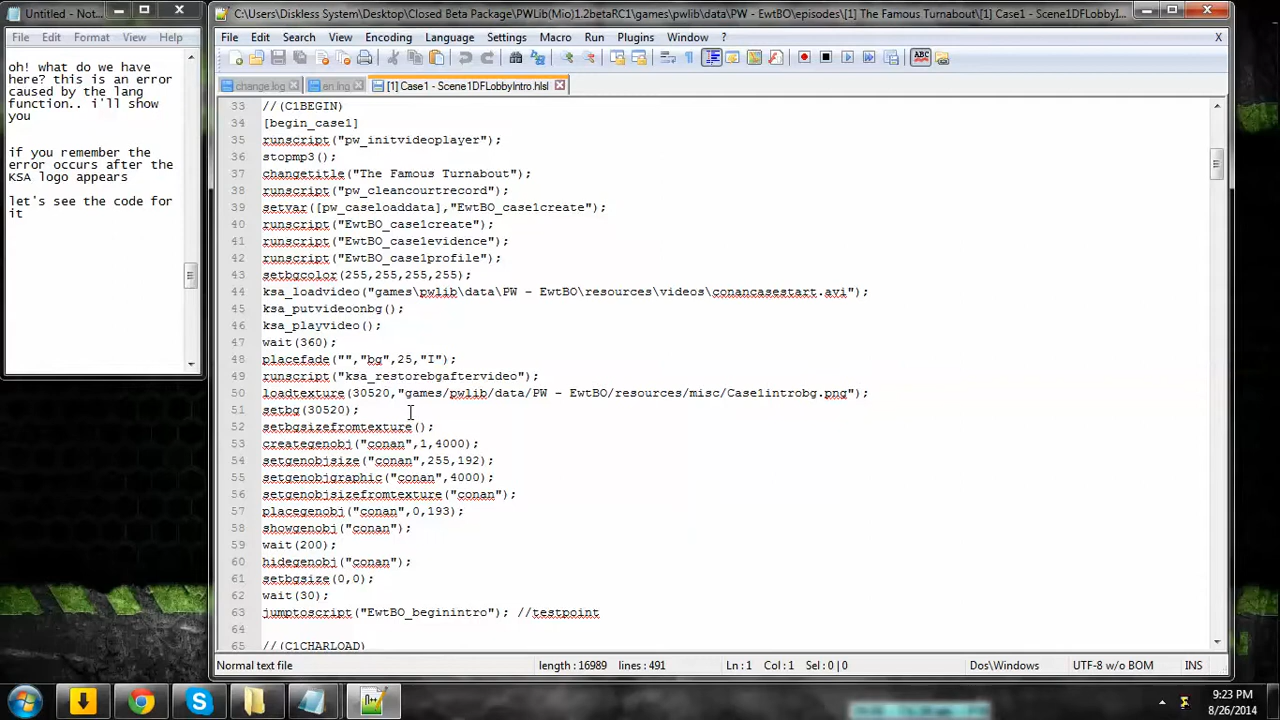 Untitled - Not...
File Edit Format View Help
oh! what do we have
here? this is an error
caused by the lang
function.. i'll show
you
if you remember the
error occurs after the
KSA logo appears
let's see the code for
it
C:\Users\Diskless System\Desktop\Closed Beta Package\PWLib(Mio)1.2betaRC1\games\pwlib\data\PW - EwtBO\episodes\[1] The Famous Turnabout\[1] Case1 - Scene1DFLobbyIntro.hlsl...
File Edit Search View Encoding Language Settings Macro Run Plugins Window ? X
change.log en.lng [1] Case1 - Scene1DFLobbyIntro.hlsl
33 //(C1BEGIN)
34 [begin_case1]
35 runscript("pw_initvideoplayer");
36 stopmp3();
37 changetitle("The Famous Turnabout");
38 runscript("pw_cleancourtrecord");
39 setvar([pw_caseloaddata],"EwtBO_case1create");
40 runscript("EwtBO_case1create");
41 runscript("EwtBO_case1evidence");
42 runscript("EwtBO_case1profile");
43 setbgcolor(255,255,255,255);
44 ksa_loadvideo("games\pwlib\data\PW - EwtBO\resources\videos\conancasestart.avi");
45 ksa_putvideoonbg();
46 ksa_playvideo();
47 wait(360);
48 placefade("","bg",25,"I");
49 runscript("ksa_restorebgaftervideo");
50 loadtexture(30520,"games/pwlib/data/PW - EwtBO/resources/misc/Case1introbg.png");
51 setbg(30520);
52 setbgsizefromtexture();
53 creategenobj("conan",1,4000);
54 setgenobjsize("conan",255,192);
55 setgenobjgraphic("conan",4000);
56 setgenobjsizefromtexture("conan");
57 placegenobj("conan",0,193);
58 showgenobj("conan");
59 wait(200);
60 hidegenobj("conan");
61 setbgsize(0,0);
62 wait(30);
63 jumptoscript("EwtBO_beginintro"); //testpoint
64
65 //(C1CHARLOAD)
Normal text file length : 16989 lines : 491 Ln : 1 Col : 1 Sel : 0 | 0 Dos\Windows UTF-8 w/o BOM INS
9:23 PM
8/26/2014